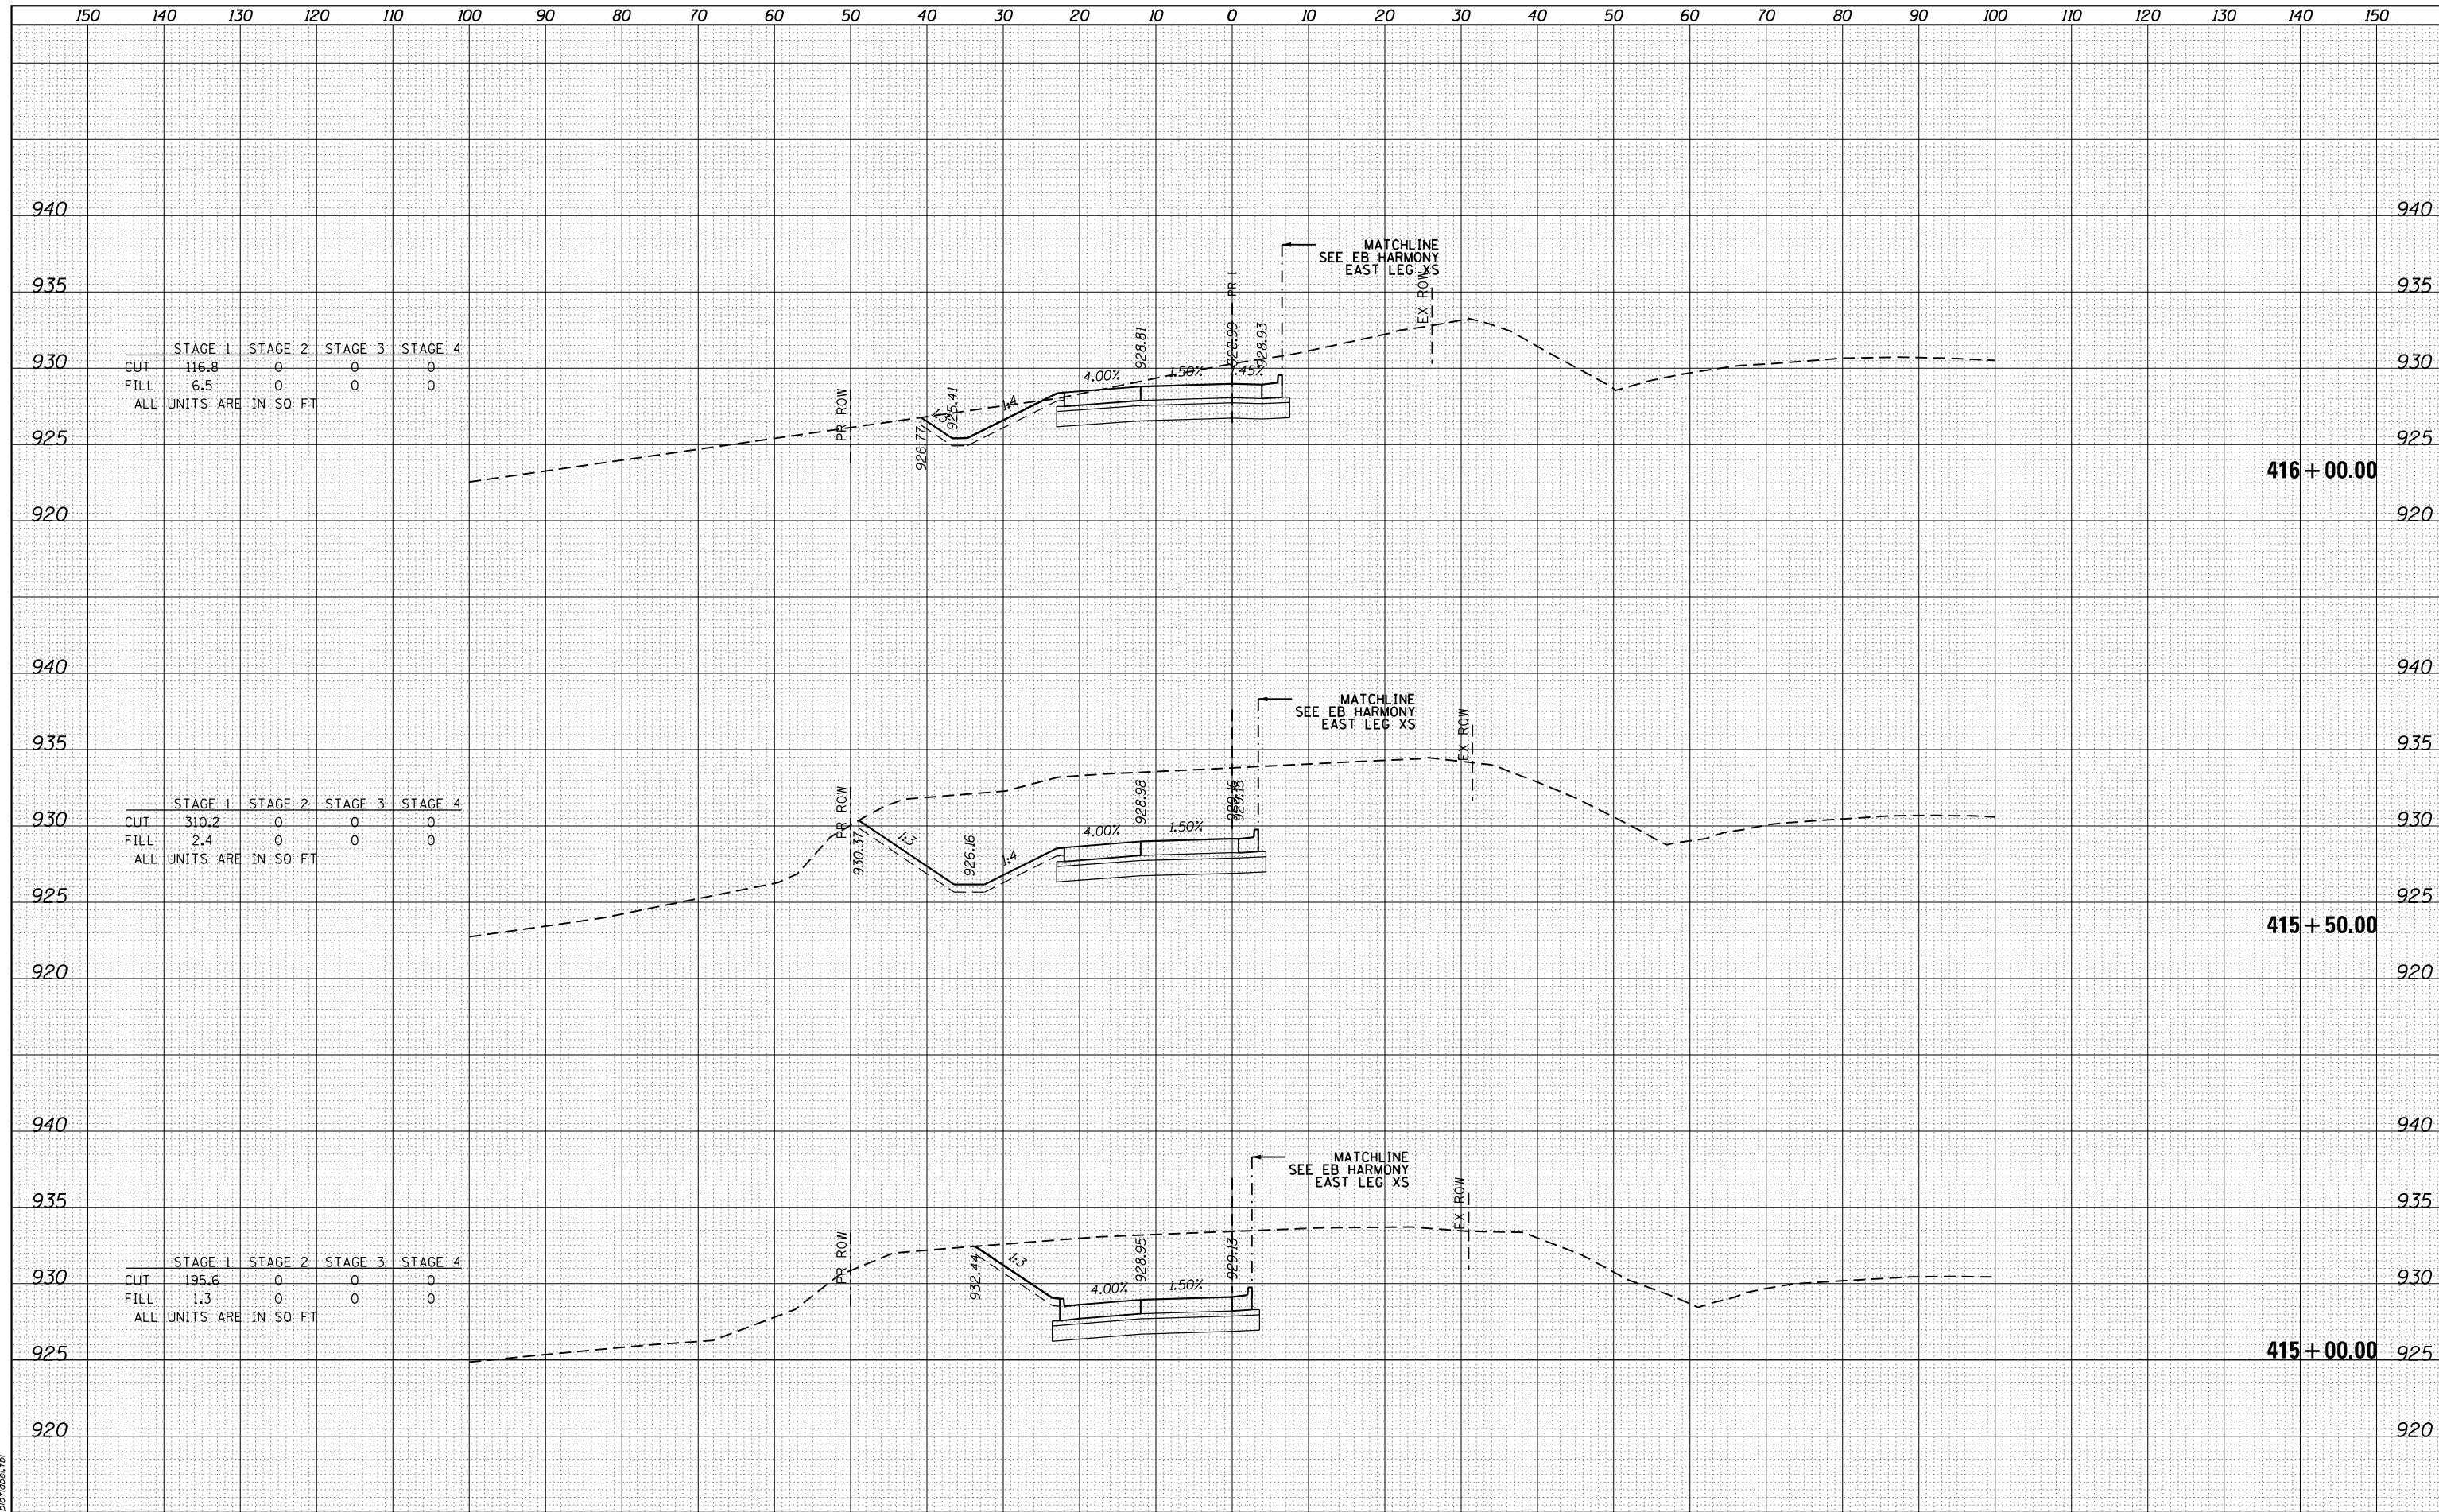 150 140 130 120 110 100 90 80 70 60 50 40 30 20 10 0 10 20 30 40 50 60 70 80 90 100 110 120 130 140 150
940 940
MATCHLINE
SEE EB HARMONY
EAST LEG XS
935 935
PR
EX ROW
928.81
928.99
928.93
STAGE 1 STAGE 2 STAGE 3 STAGE 4
CUT 116.8 0 0 0
FILL 6.5 0 0 0
ALL UNITS ARE IN SQ FT
930 930
4.00% 1.50% 1.45%
PR ROW
926.77
925.41
1:4
925 925
416+00.00
920 920
940 940
MATCHLINE
SEE EB HARMONY
EAST LEG XS
935 935
EX ROW
STAGE 1 STAGE 2 STAGE 3 STAGE 4
CUT 310.2 0 0 0
FILL 2.4 0 0 0
ALL UNITS ARE IN SQ FT
930 930
PR ROW
930.37
1:3
926.16
1:4
4.00% 1.50%
928.98
929.16
929.15
925 925
415+50.00
920 920
940 940
MATCHLINE
SEE EB HARMONY
EAST LEG XS
935 935
EX ROW
PR ROW
STAGE 1 STAGE 2 STAGE 3 STAGE 4
CUT 195.6 0 0 0
FILL 1.3 0 0 0
ALL UNITS ARE IN SQ FT
930 930
932.44
1:3
4.00% 1.50%
928.95
929.13
415+00.00
925 925
920 920